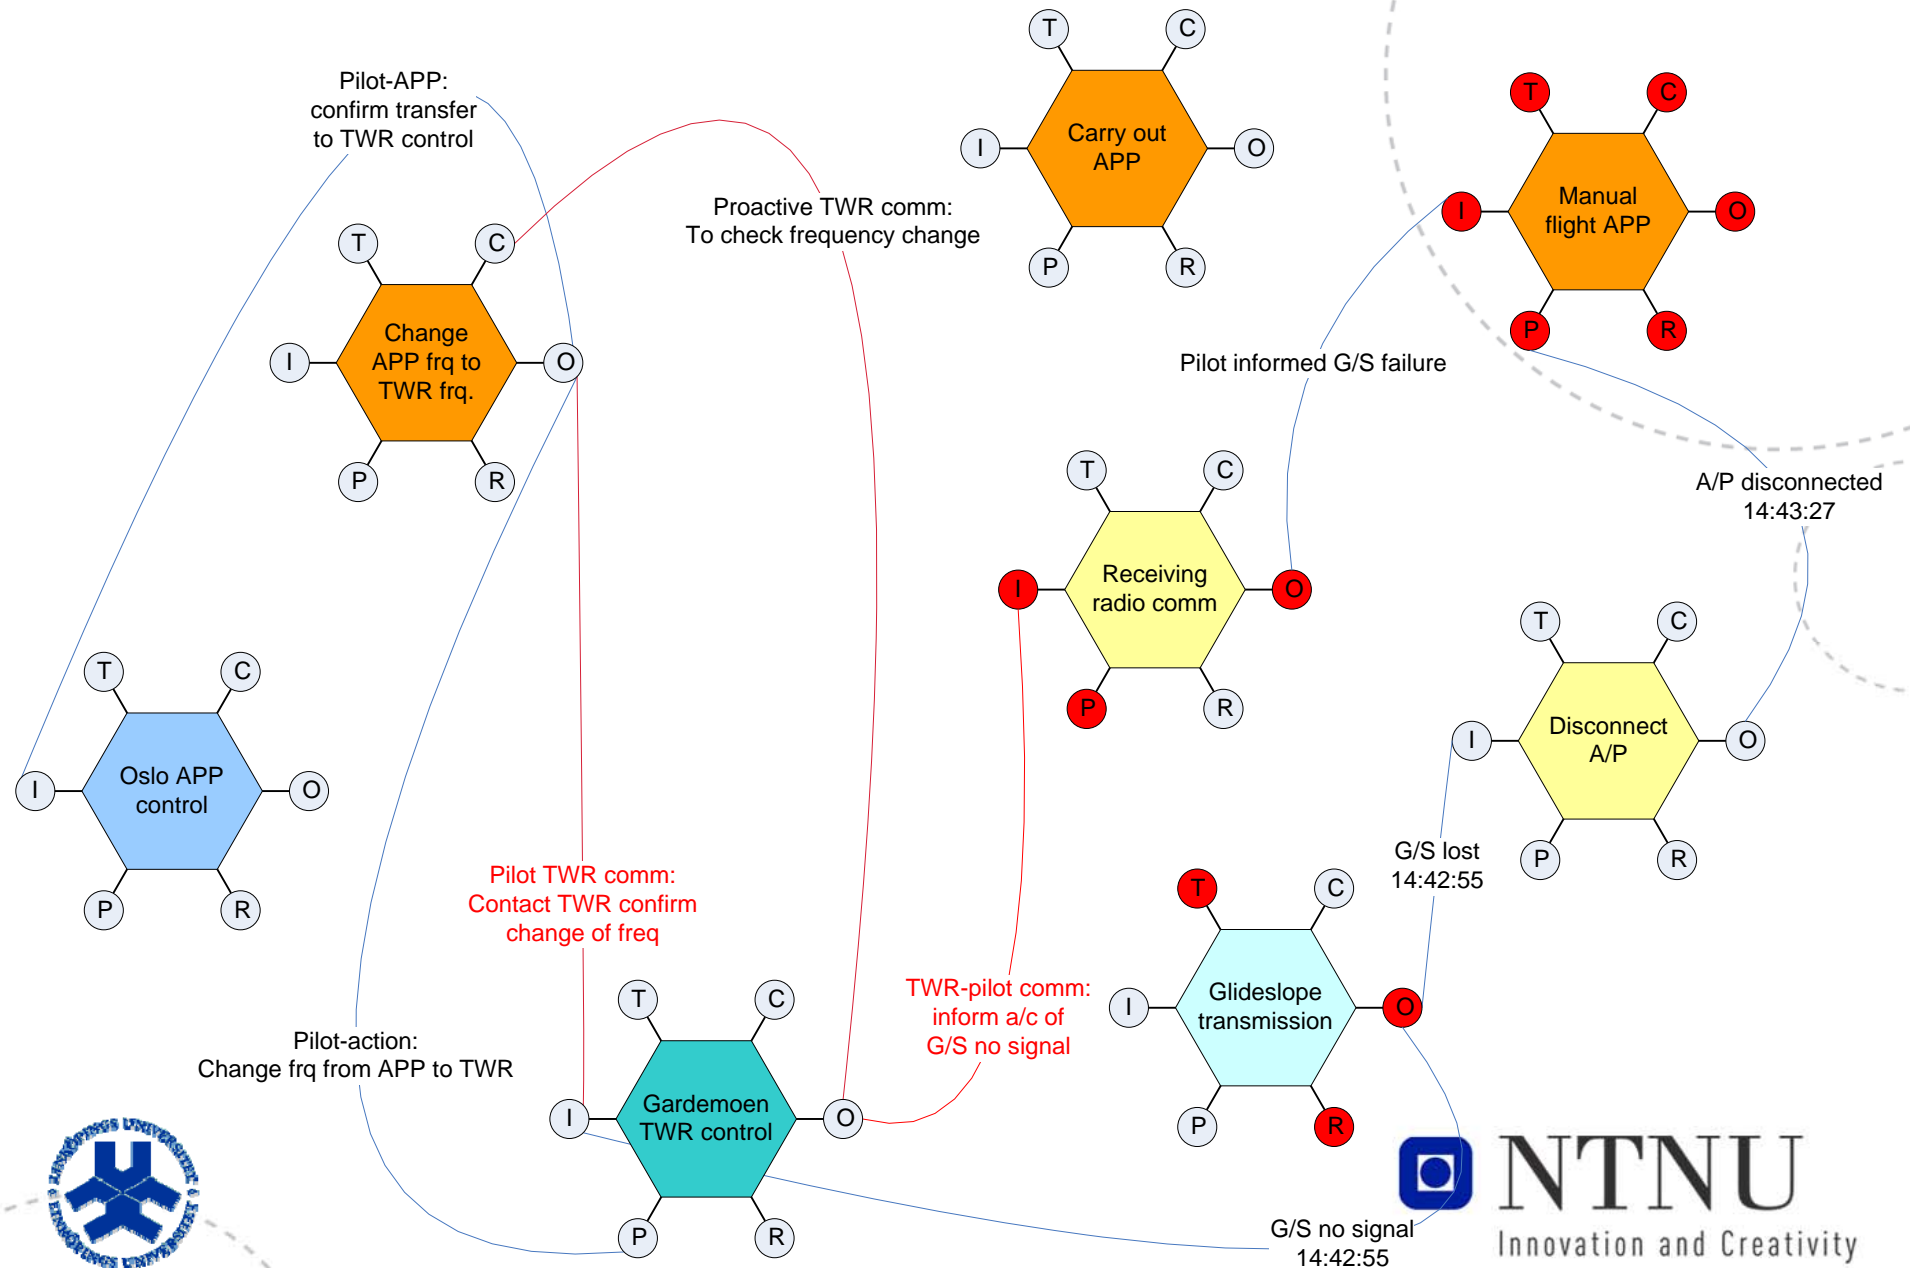 T
C
I
Carry out
APP
O
P
R
Pilot-APP:
confirm transfer
to TWR control
Proactive TWR comm:
To check frequency change
T
C
I
Manual
flight APP
O
P
R
T
C
I
Change
APP frq to
TWR frq.
O
P
R
Pilot informed G/S failure
A/P disconnected
14:43:27
T
C
I
Receiving
radio comm
O
P
R
T
C
I
Disconnect
A/P
O
P
R
T
C
I
Oslo APP
control
O
P
R
G/S lost
14:42:55
Pilot TWR comm:
Contact TWR confirm
change of freq
T
C
I
Glideslope
transmission
O
P
R
TWR-pilot comm:
inform a/c of
G/S no signal
Pilot-action:
Change frq from APP to TWR
T
C
I
Gardemoen
TWR control
O
P
R
G/S no signal
14:42:55
NTNU
Innovation and Creativity